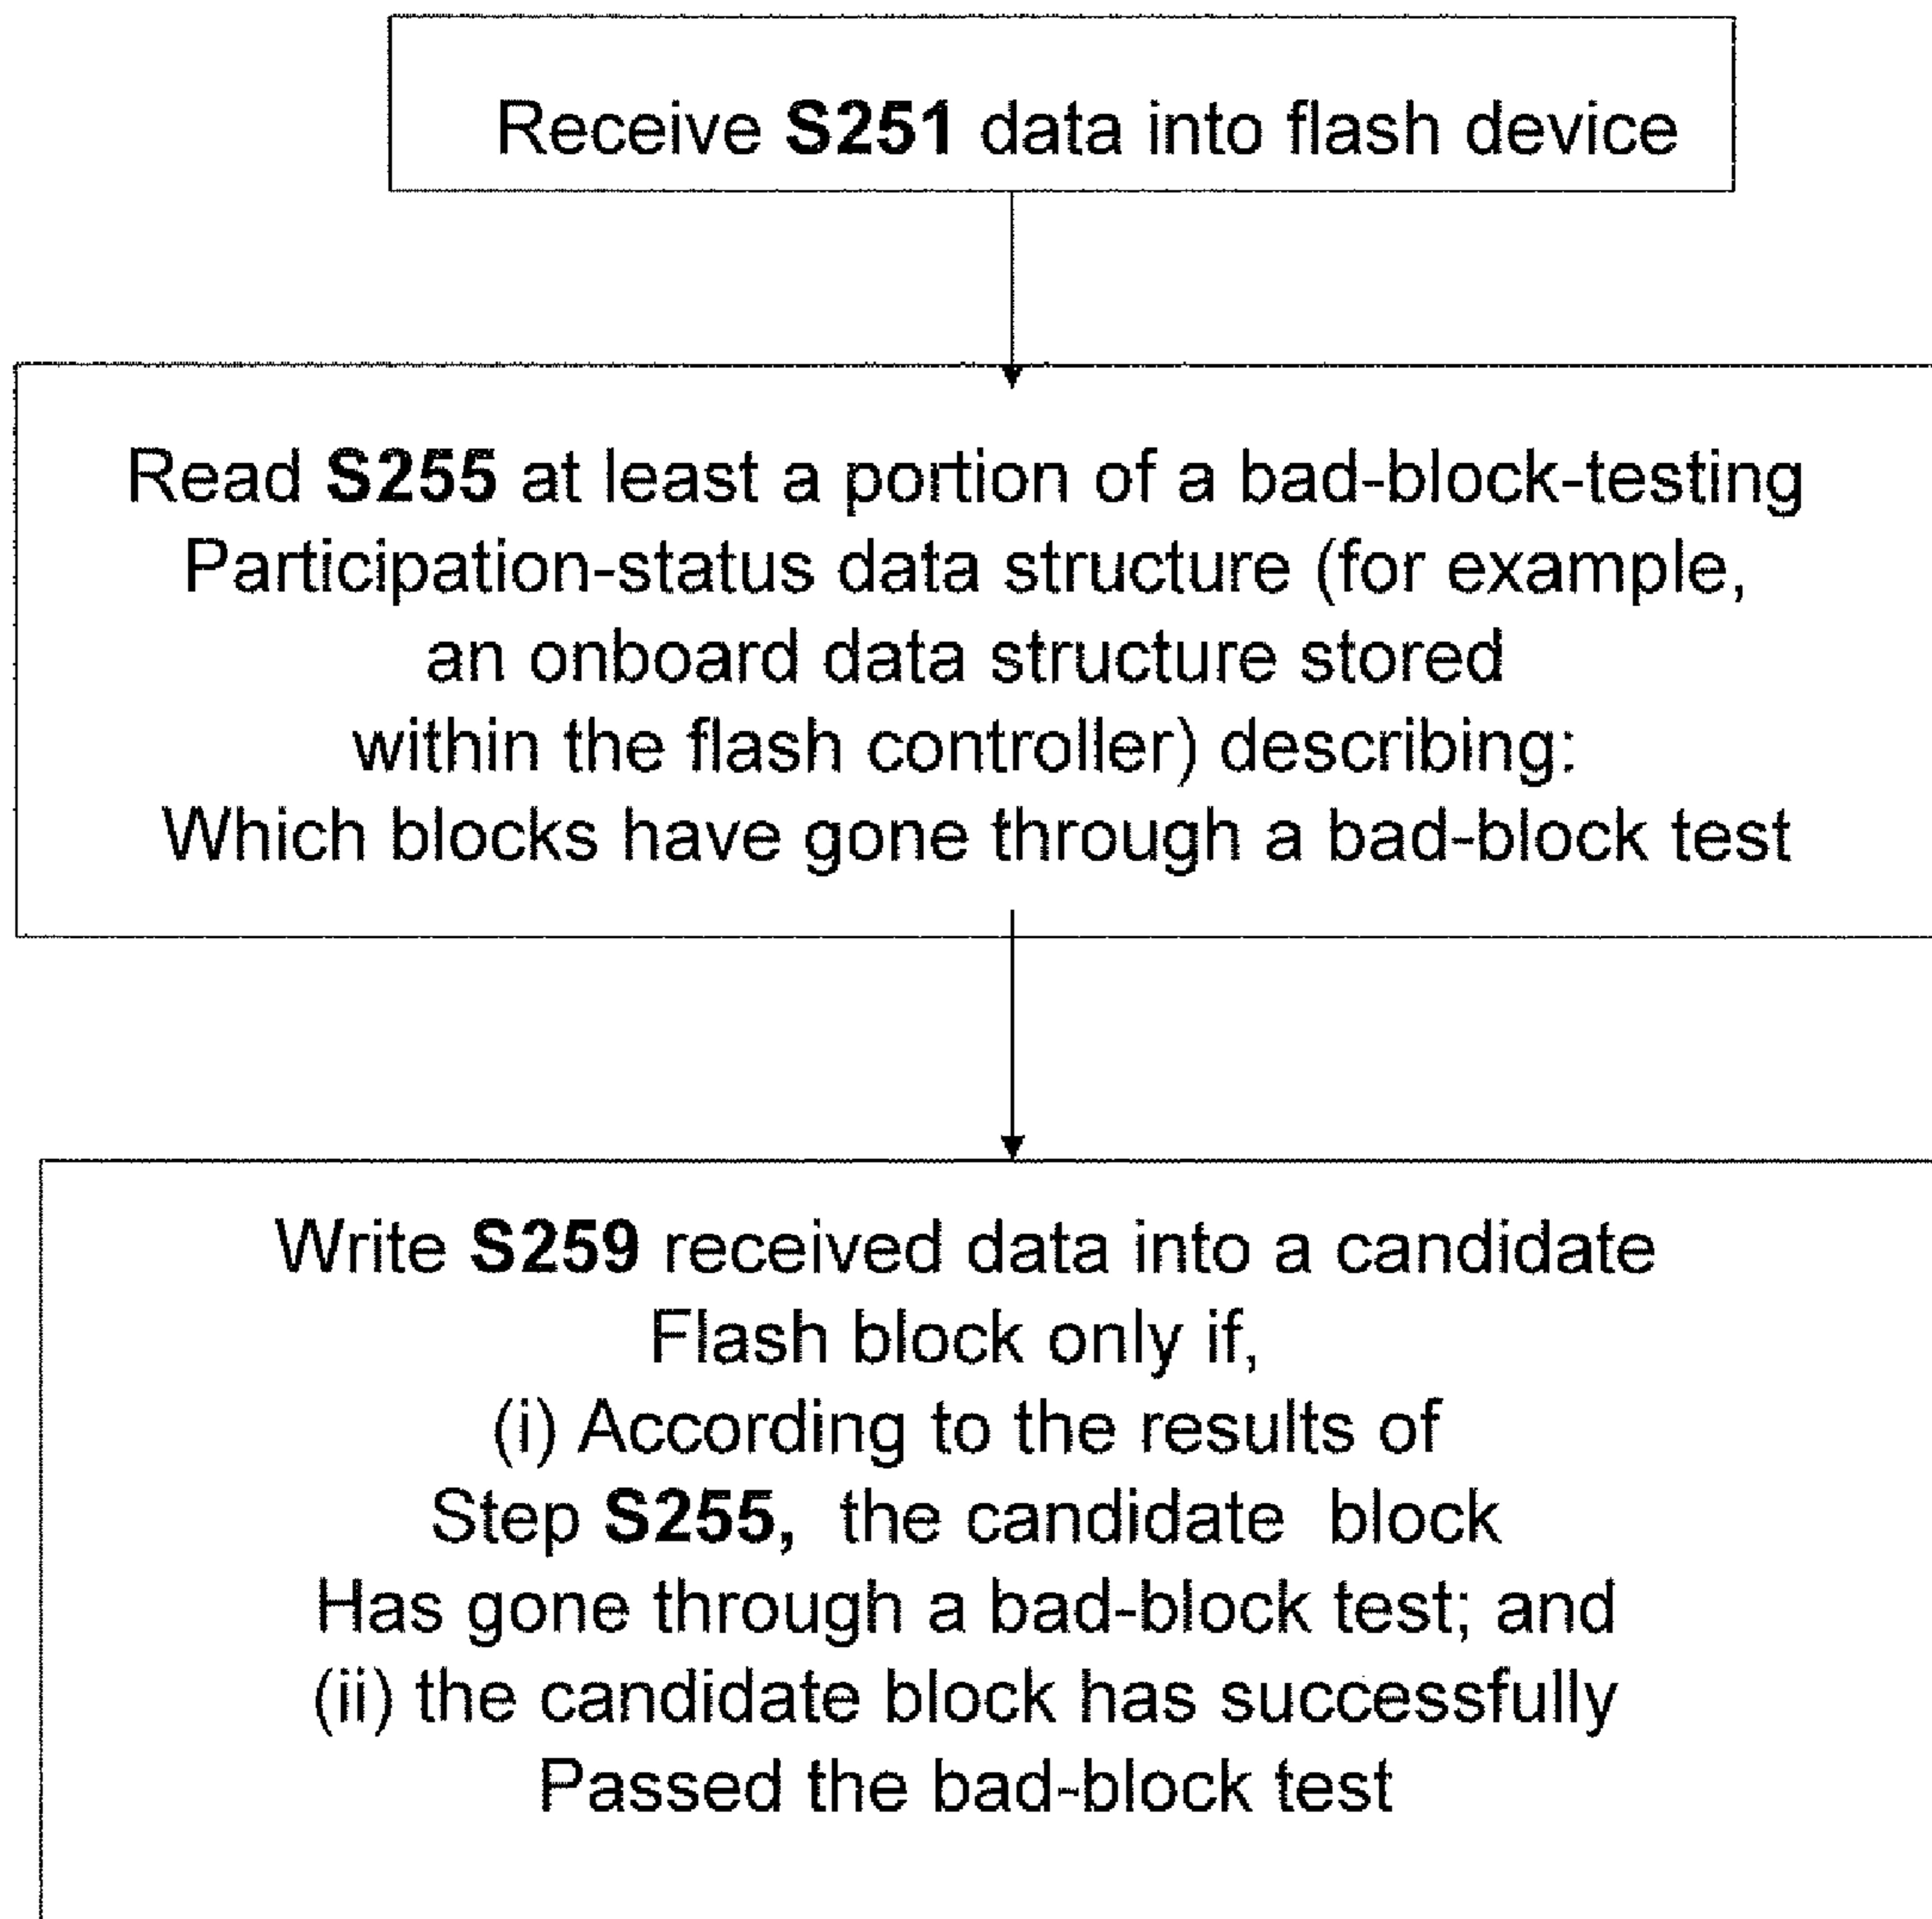 Receive S251 data into flash device
Read S255 at least a portion of a bad-block-testing
Participation-status data structure (for example,
an onboard data structure stored
within the flash controller) describing:
Which blocks have gone through a bad-block test
Write S259 received data into a candidate
Flash block only if,
(i) According to the results of
Step S255, the candidate block
Has gone through a bad-block test; and
(ii) the candidate block has successfully
Passed the bad-block test